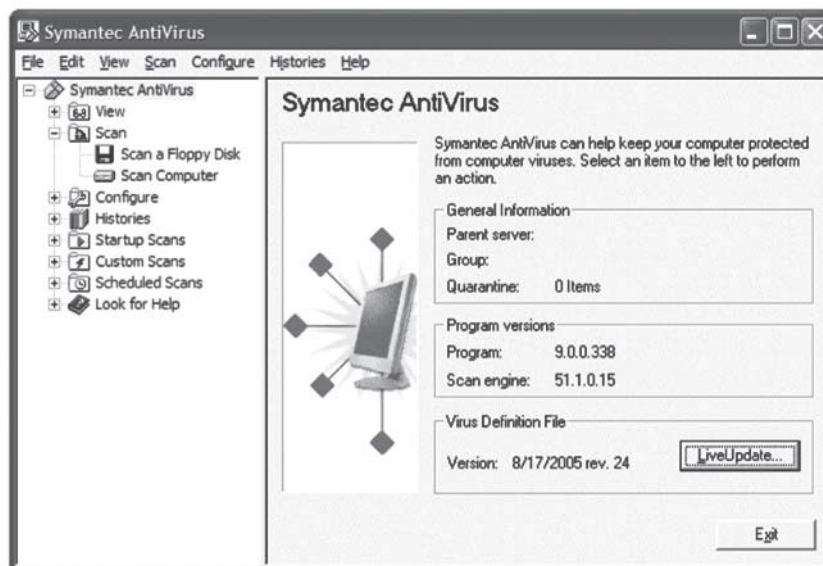 Symantec AntiVirus
File Edit View Scan Configure Histories Help
Symantec AntiVirus
View
Scan
Scan a Floppy Disk
Scan Computer
Configure
Histories
Startup Scans
Custom Scans
Scheduled Scans
Look for Help
Symantec AntiVirus
Symantec AntiVirus can help keep your computer protected
from computer viruses. Select an item to the left to perform
an action.
General Information
Parent server:
Group:
Quarantine: 0 Items
Program versions
Program: 9.0.0.338
Scan engine: 51.1.0.15
Virus Definition File
Version: 8/17/2005 rev. 24
LiveUpdate...
Exit